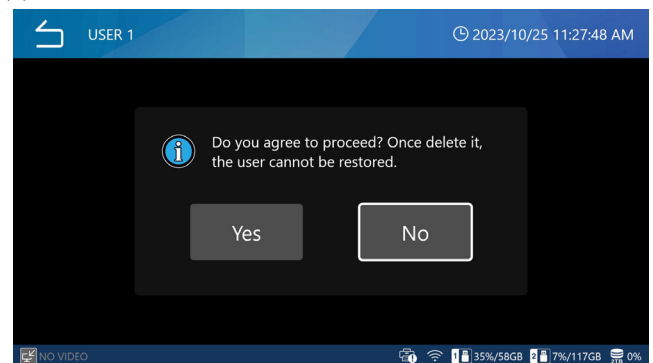 USER 1
2023/10/25 11:27:48 AM
Do you agree to proceed? Once delete it,
the user cannot be restored.
Yes
No
NO VIDEO
1 35%/58GB 2 7%/117GB 2TB 0%